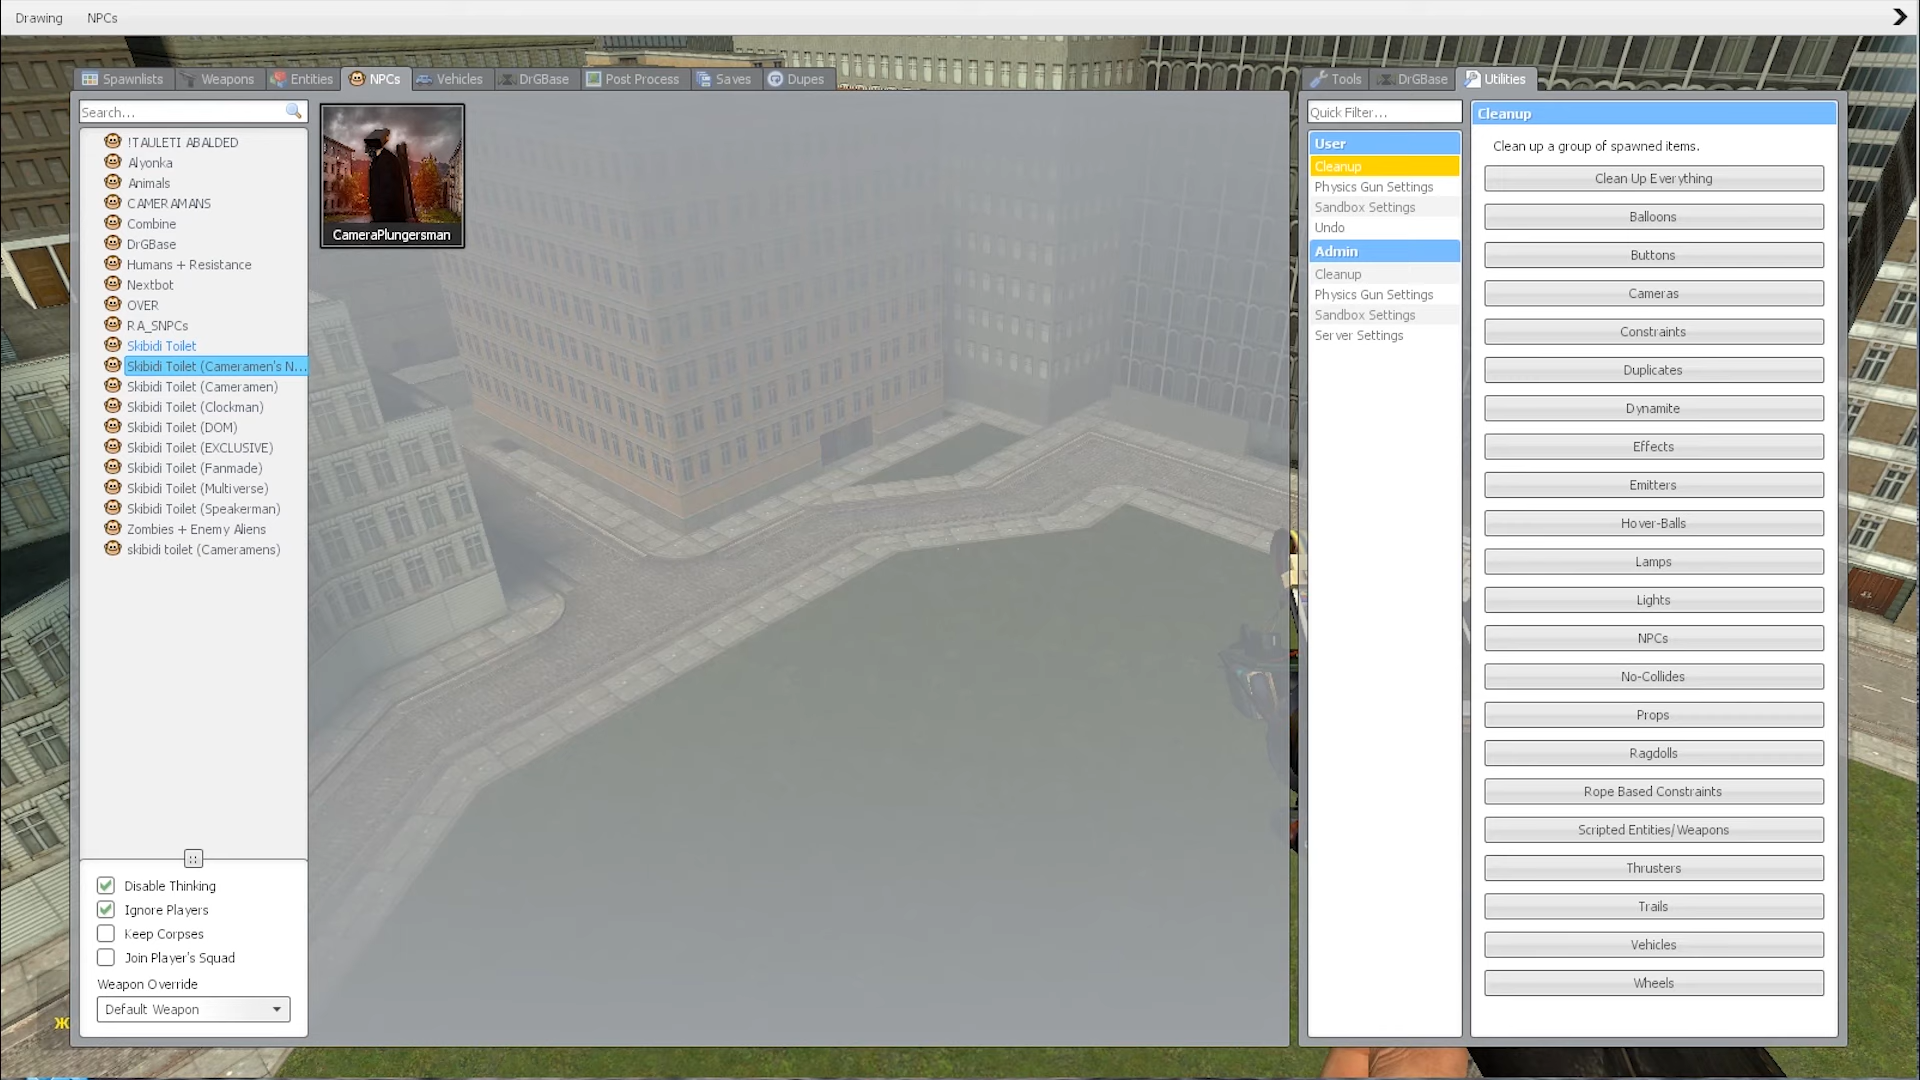 Drawing NPCs
Spawnlists Weapons Entities NPCs Vehicles DrGBase Post Process Saves Dupes
Search...
!TAULETI ABALDED
Alyonka
Animals
CAMERAMANS
Combine
DrGBase
Humans + Resistance
Nextbot
OVER
RA_SNPCs
Skibidi Toilet
Skibidi Toilet (Cameramen's N...
Skibidi Toilet (Cameramen)
Skibidi Toilet (Clockman)
Skibidi Toilet (DOM)
Skibidi Toilet (EXCLUSIVE)
Skibidi Toilet (Fanmade)
Skibidi Toilet (Multiverse)
Skibidi Toilet (Speakerman)
Zombies + Enemy Aliens
skibidi toilet (Cameramens)
Disable Thinking
Ignore Players
Keep Corpses
Join Player's Squad
Weapon Override
Default Weapon
Ж
CameraPlungersman
Tools DrGBase Utilities
Quick Filter...
User
Cleanup
Physics Gun Settings
Sandbox Settings
Undo
Admin
Cleanup
Physics Gun Settings
Sandbox Settings
Server Settings
Cleanup
Clean up a group of spawned items.
Clean Up Everything
Balloons
Buttons
Cameras
Constraints
Duplicates
Dynamite
Effects
Emitters
Hover-Balls
Lamps
Lights
NPCs
No-Collides
Props
Ragdolls
Rope Based Constraints
Scripted Entities/Weapons
Thrusters
Trails
Vehicles
Wheels